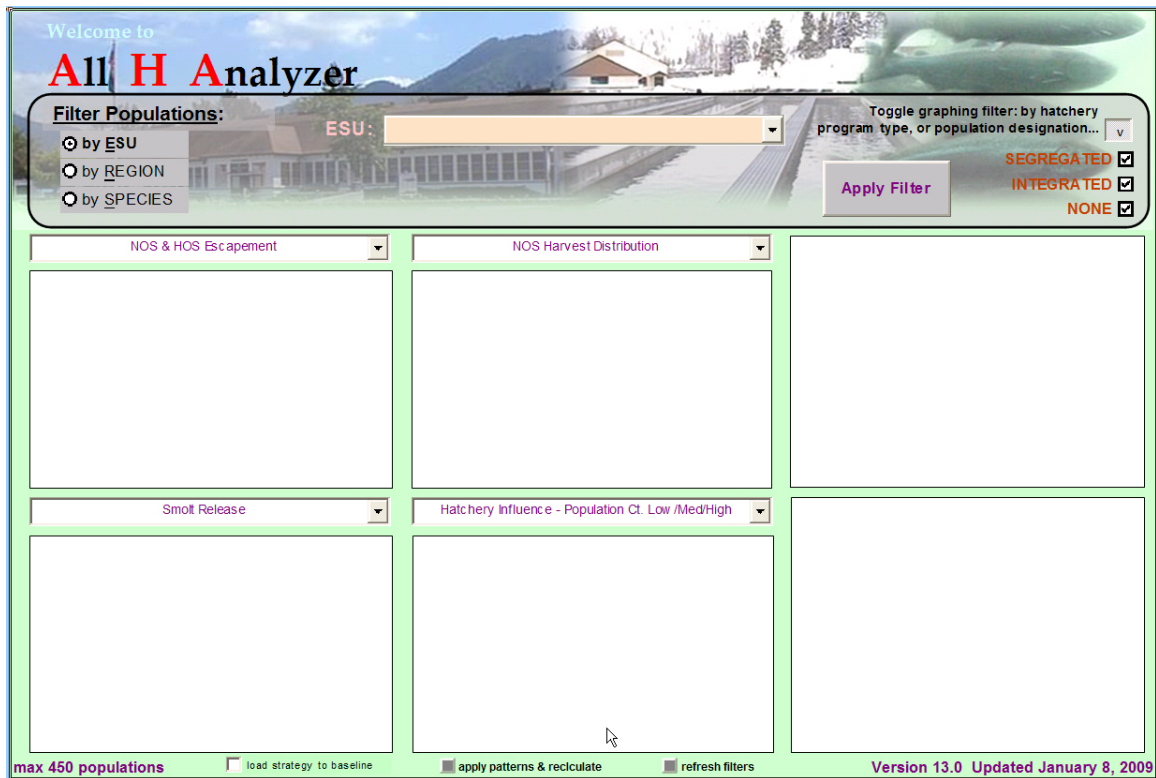 Welcome to
All H Analyzer
Filter Populations:
by ESU
by REGION
by SPECIES
ESU:
Toggle graphing filter: by hatchery
program type, or population designation...
v
SEGREGATED
INTEGRATED
NONE
Apply Filter
NOS & HOS Escapement
NOS Harvest Distribution
Smolt Release
Hatchery Influence - Population Ct. Low /Med/High
max 450 populations
load strategy to baseline
apply patterns & reclculate
refresh filters
Version 13.0 Updated January 8, 2009